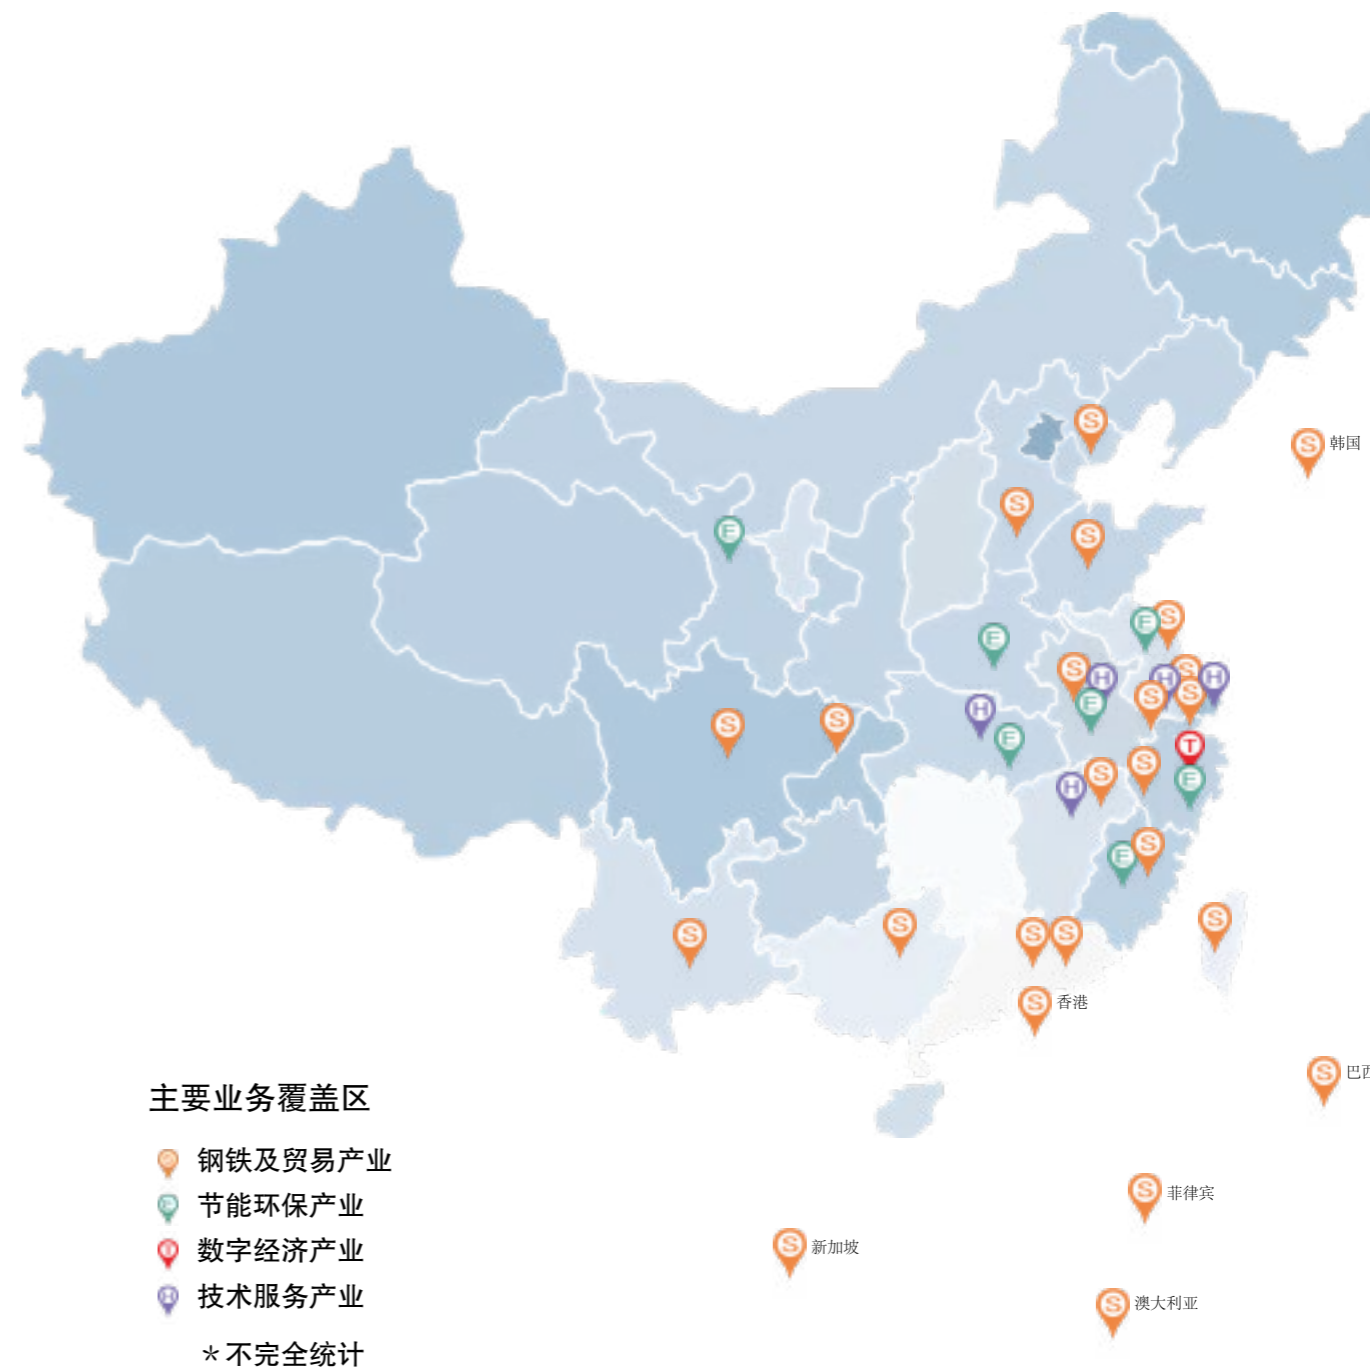 韩国
香港
巴西
菲律宾
新加坡
澳大利亚
主要业务覆盖区
S 钢铁及贸易产业
E 节能环保产业
T 数字经济产业
H 技术服务产业
*不完全统计